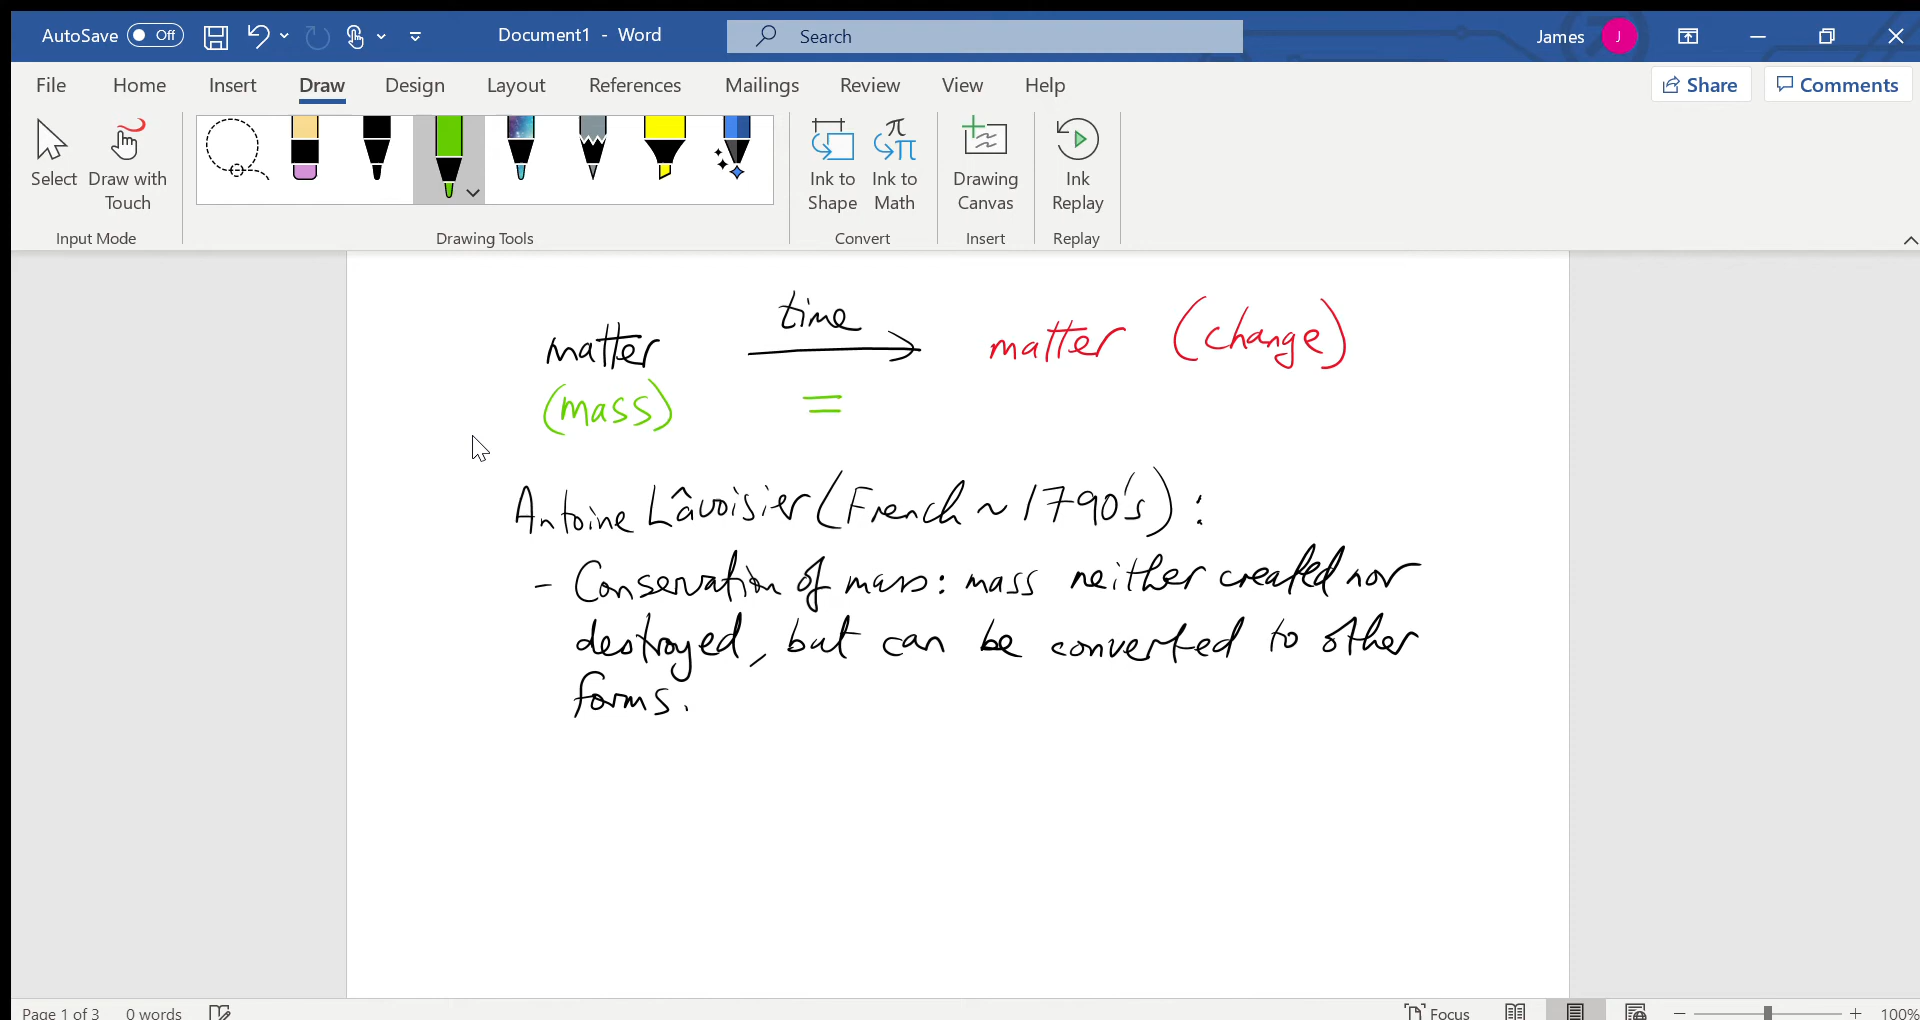 AutoSave Off Document1 - Word Search James J
File Home Insert Draw Design Layout References Mailings Review View Help Share Comments
Select Draw with Touch Ink to Shape Ink to Math Drawing Canvas Ink Replay
Input Mode Drawing Tools Convert Insert Replay
time
matter → matter (change)
(mass) =
Antoine Lâvoisier (French ~ 1790's) :
- Conservation of mass: mass neither created nor
destroyed, but can be converted to other
forms.
Page 1 of 3 0 words Focus 100%